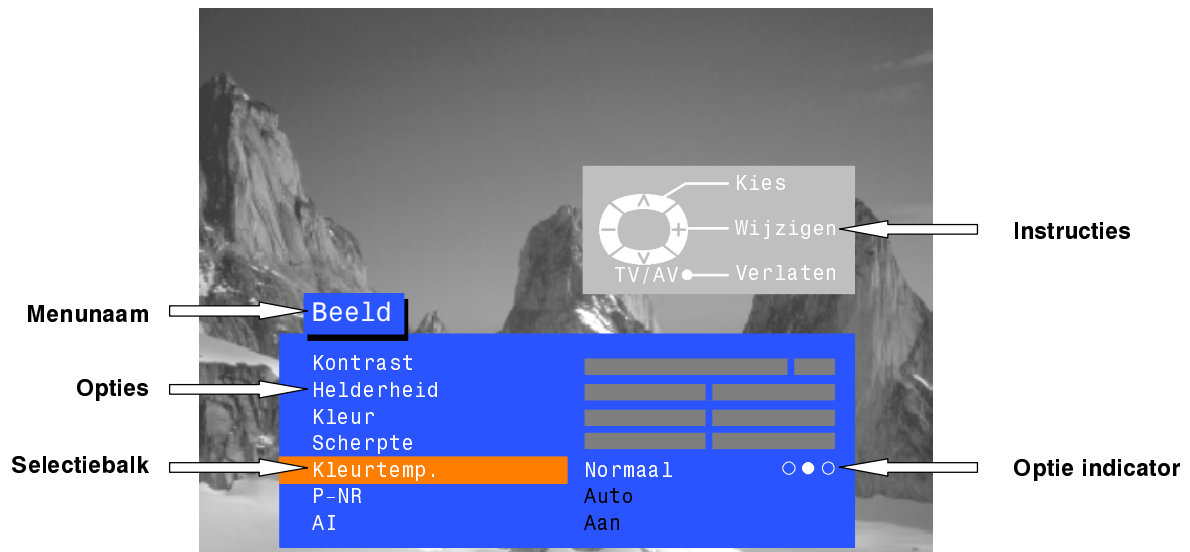 Kies
Wijzigen
Instructies
TV/AV
Verlaten
Menunaam
Beeld
Kontrast
Opties
Helderheid
Kleur
Scherpte
Selectiebalk
Kleurtemp.
Normaal
Optie indicator
P-NR
Auto
AI
Aan